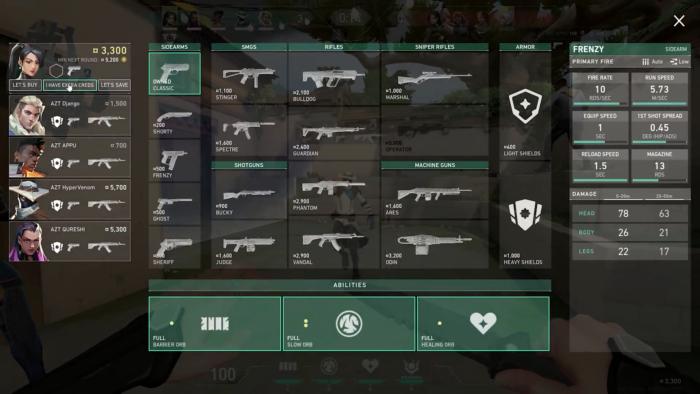 3
0:14
0
¤ 3,300
MIN NEXT ROUND: ¤ 5,200
LET'S BUY
I HAVE EXTRA CREDS
LET'S SAVE
AZT Django
¤ 1,500
AZT APPU
¤ 700
AZT HyperVenom
¤ 5,700
AZT QURESHI
¤ 5,300
SIDEARMS
OWNED
CLASSIC
¤200
SHORTY
¤500
FRENZY
¤500
GHOST
¤800
SHERIFF
SMGS
¤1,100
STINGER
¤1,600
SPECTRE
SHOTGUNS
¤900
BUCKY
¤1,600
JUDGE
RIFLES
¤2,100
BULLDOG
¤2,400
GUARDIAN
¤2,900
PHANTOM
¤2,900
VANDAL
SNIPER RIFLES
¤1,000
MARSHAL
OPERATOR
MACHINE GUNS
¤1,600
ARES
¤3,200
ODIN
ARMOR
¤400
LIGHT SHIELDS
¤1,000
HEAVY SHIELDS
FRENZY
SIDEARM
PRIMARY FIRE
Auto
Low
FIRE RATE
10
RDS/SEC
RUN SPEED
5.73
M/SEC
EQUIP SPEED
1
SEC
1ST SHOT SPREAD
0.45
DEG (HIP/ADS)
RELOAD SPEED
1.5
SEC
MAGAZINE
13
RDS
DAMAGE
0-20m
20-50m
HEAD
78
63
BODY
26
21
LEGS
22
17
ABILITIES
FULL
BARRIER ORB
FULL
SLOW ORB
FULL
HEALING ORB
100
¤ 3,300